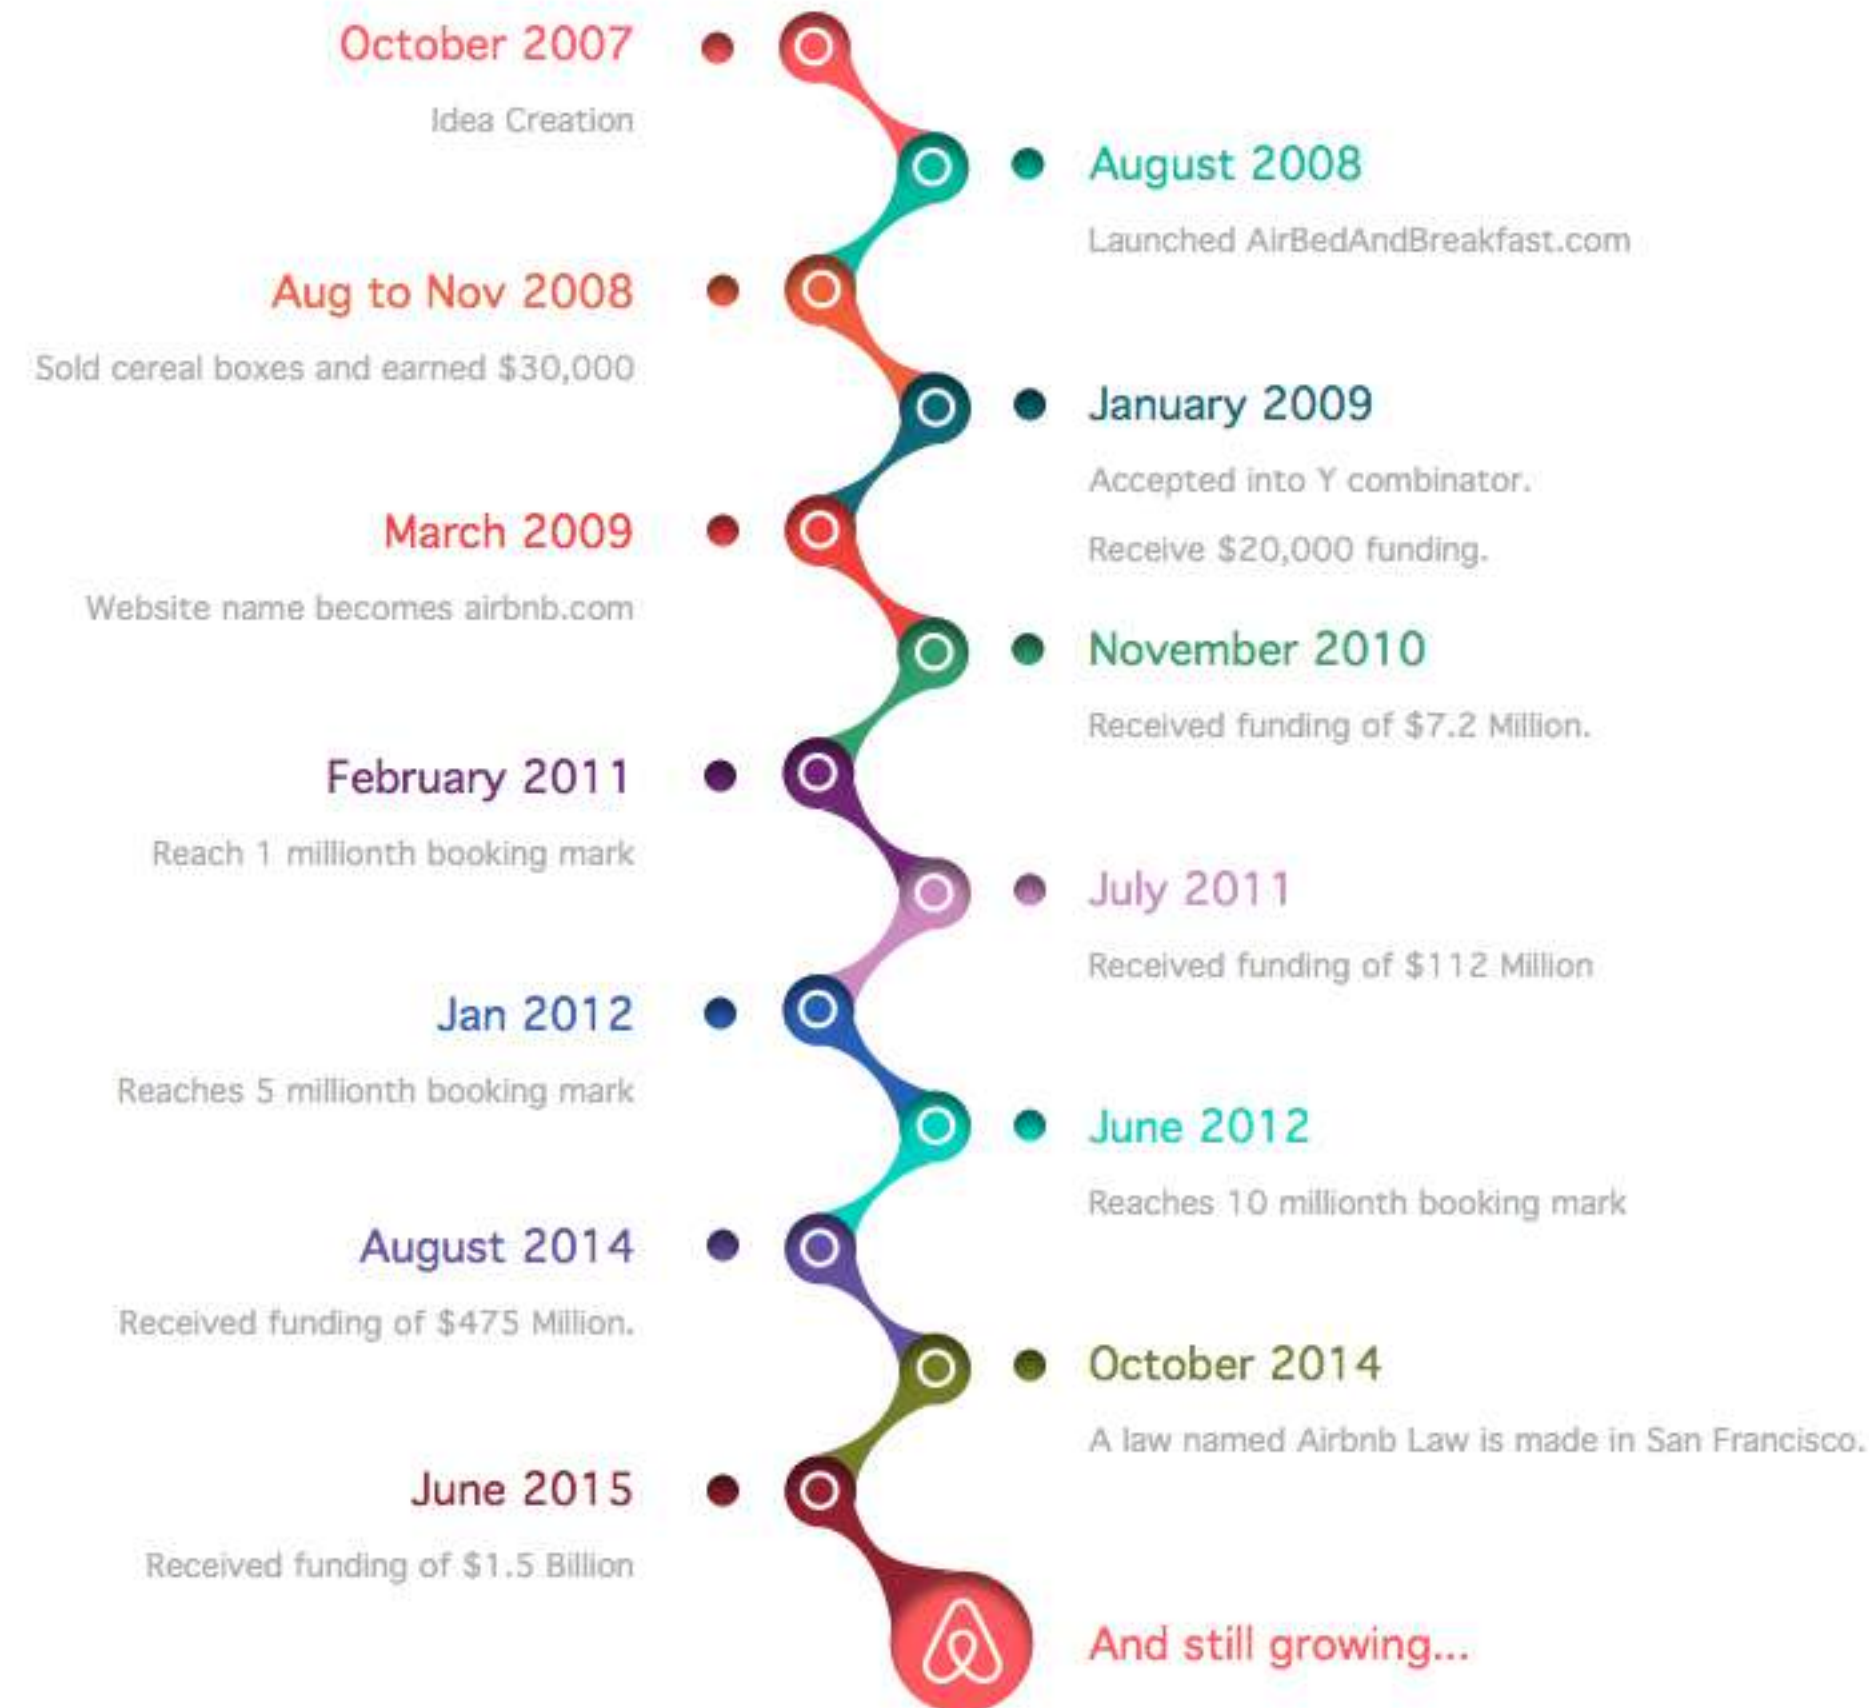 October 2007
Idea Creation
August 2008
Launched AirBedAndBreakfast.com
Aug to Nov 2008
Sold cereal boxes and earned $30,000
January 2009
Accepted into Y combinator.
Receive $20,000 funding.
March 2009
Website name becomes airbnb.com
November 2010
Received funding of $7.2 Million.
February 2011
Reach 1 millionth booking mark
July 2011
Received funding of $112 Million
Jan 2012
Reaches 5 millionth booking mark
June 2012
Reaches 10 millionth booking mark
August 2014
Received funding of $475 Million.
October 2014
A law named Airbnb Law is made in San Francisco.
June 2015
Received funding of $1.5 Billion
And still growing...